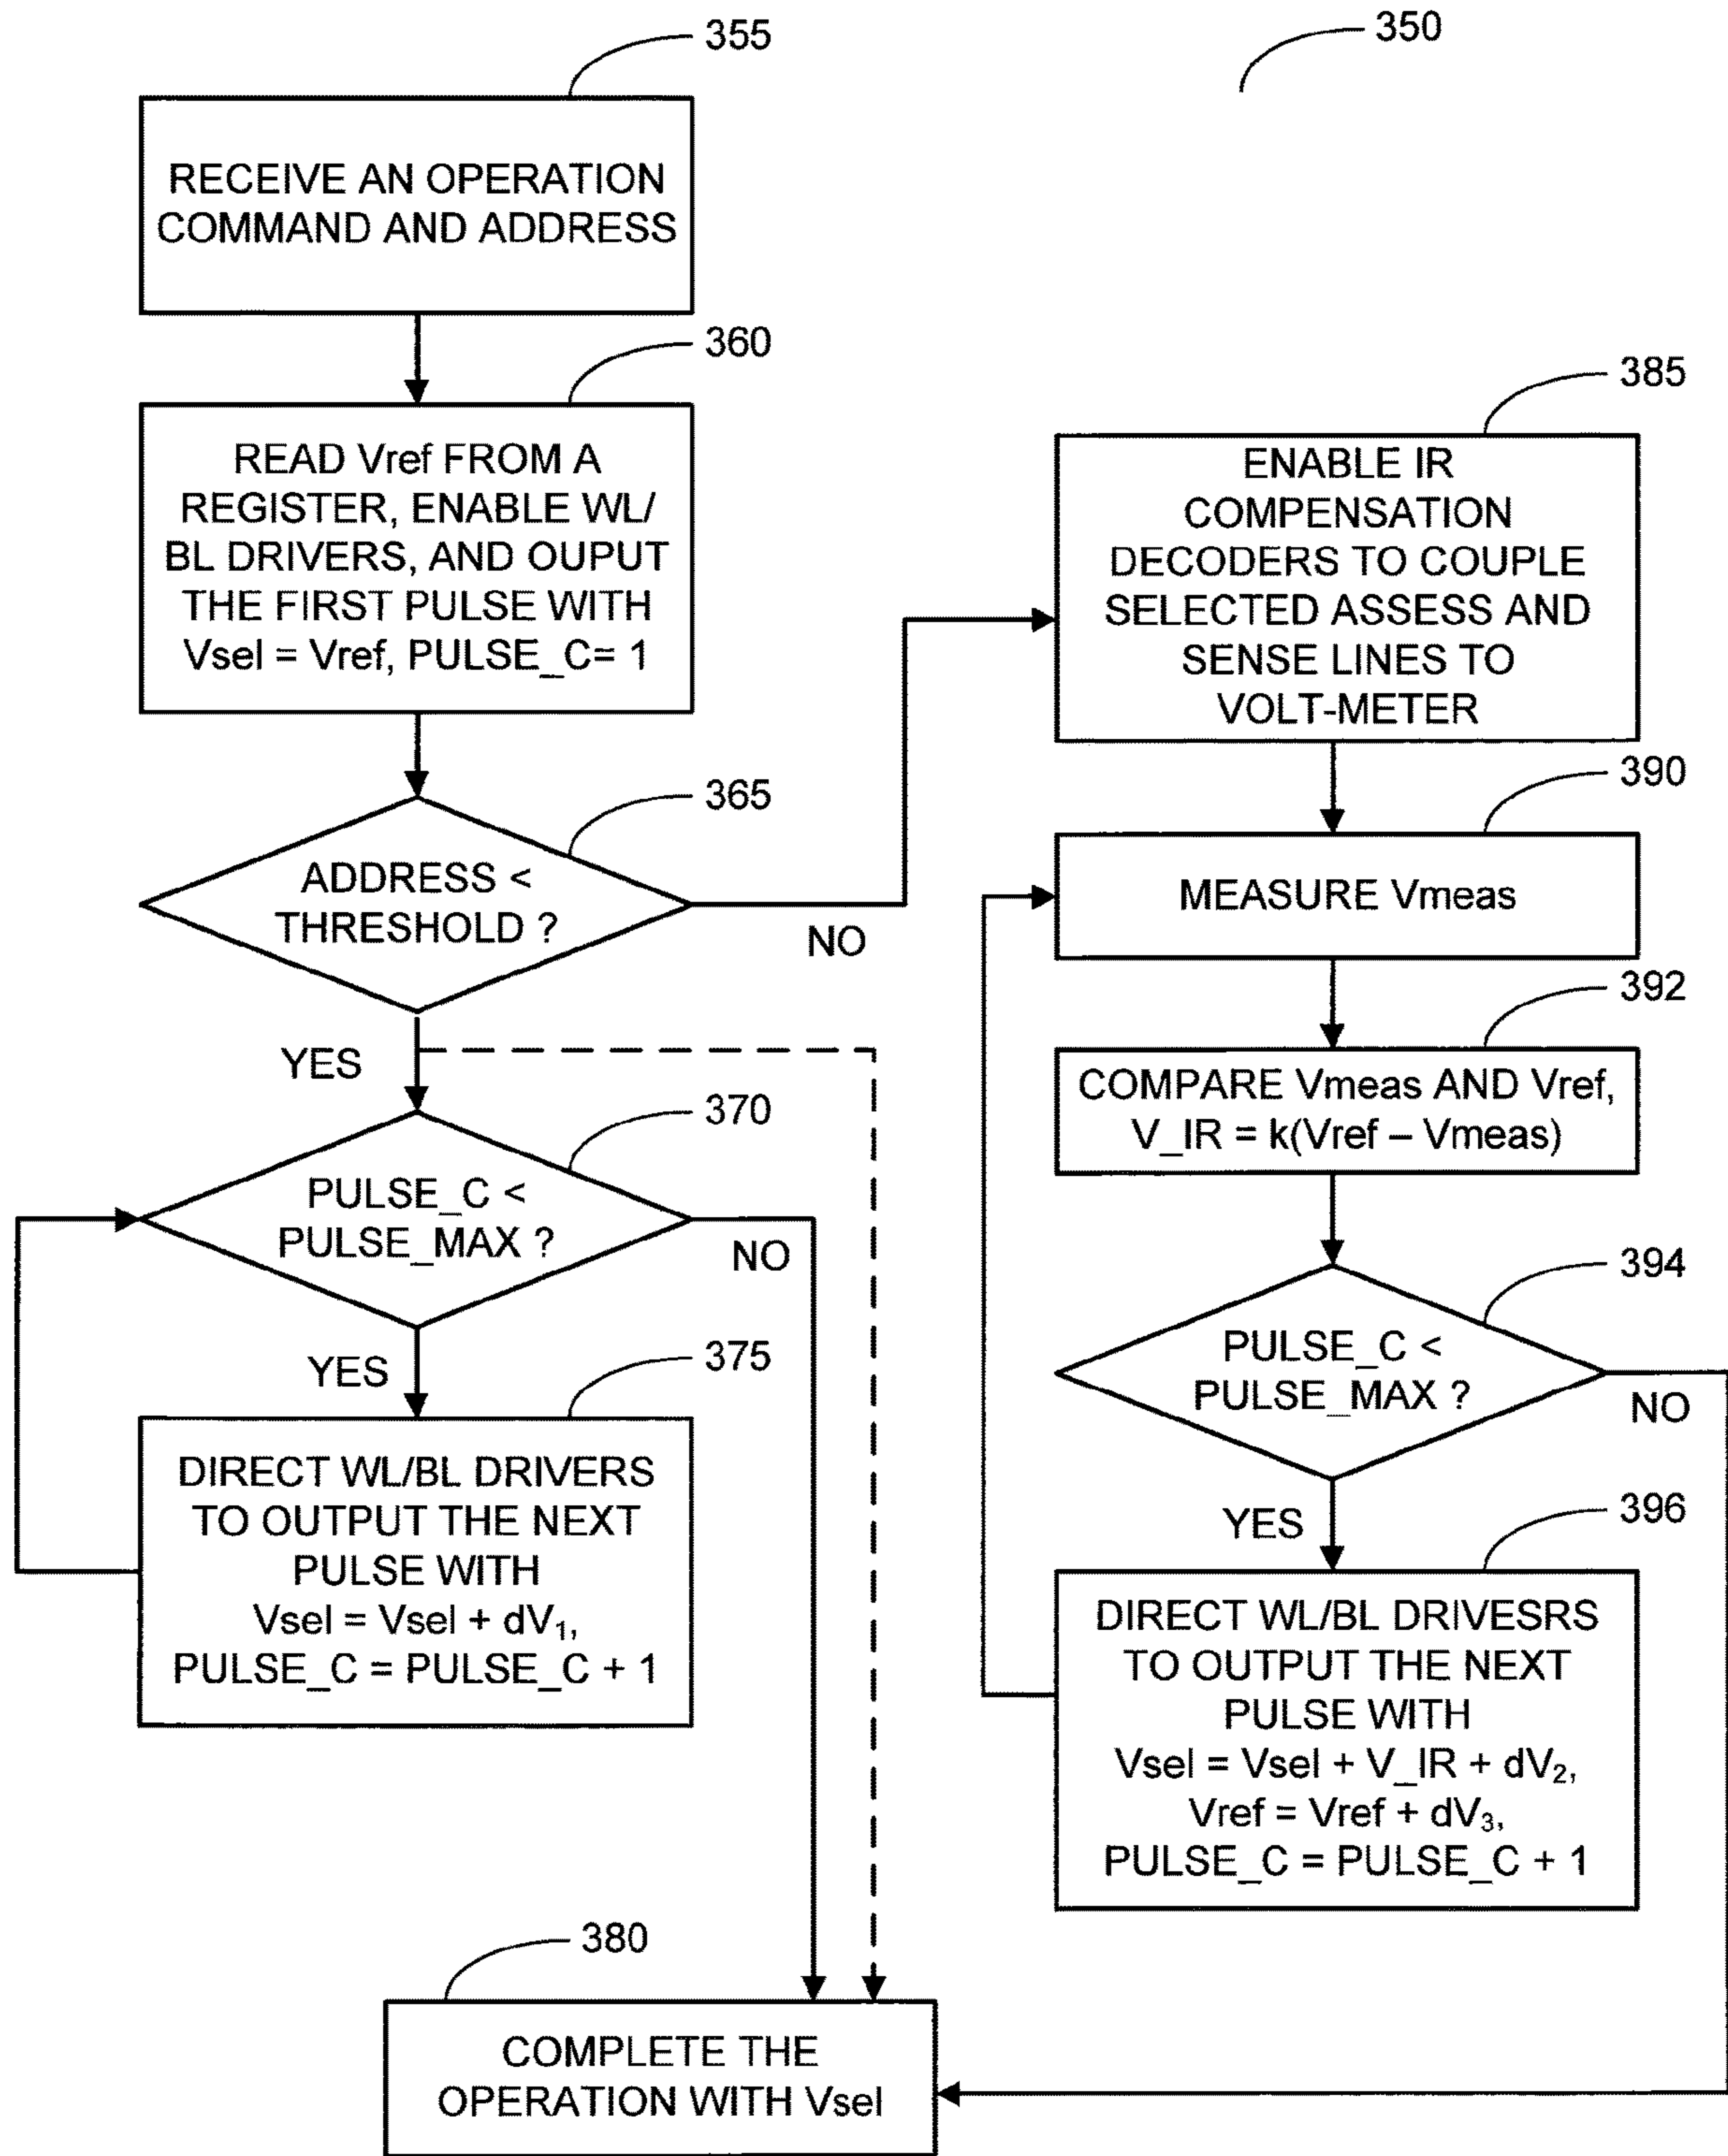 355
350
RECEIVE AN OPERATION
COMMAND AND ADDRESS
360
READ Vref FROM A
REGISTER, ENABLE WL/
BL DRIVERS, AND OUPUT
THE FIRST PULSE WITH
Vsel = Vref, PULSE_C= 1
385
ENABLE IR
COMPENSATION
DECODERS TO COUPLE
SELECTED ASSESS AND
SENSE LINES TO
VOLT-METER
365
ADDRESS <
THRESHOLD ?
NO
YES
390
MEASURE Vmeas
392
COMPARE Vmeas AND Vref,
V_IR = k(Vref – Vmeas)
370
PULSE_C <
PULSE_MAX ?
NO
YES
375
DIRECT WL/BL DRIVERS
TO OUTPUT THE NEXT
PULSE WITH
Vsel = Vsel + dV₁,
PULSE_C = PULSE_C + 1
394
PULSE_C <
PULSE_MAX ?
NO
YES
396
DIRECT WL/BL DRIVESRS
TO OUTPUT THE NEXT
PULSE WITH
Vsel = Vsel + V_IR + dV₂,
Vref = Vref + dV₃,
PULSE_C = PULSE_C + 1
380
COMPLETE THE
OPERATION WITH Vsel